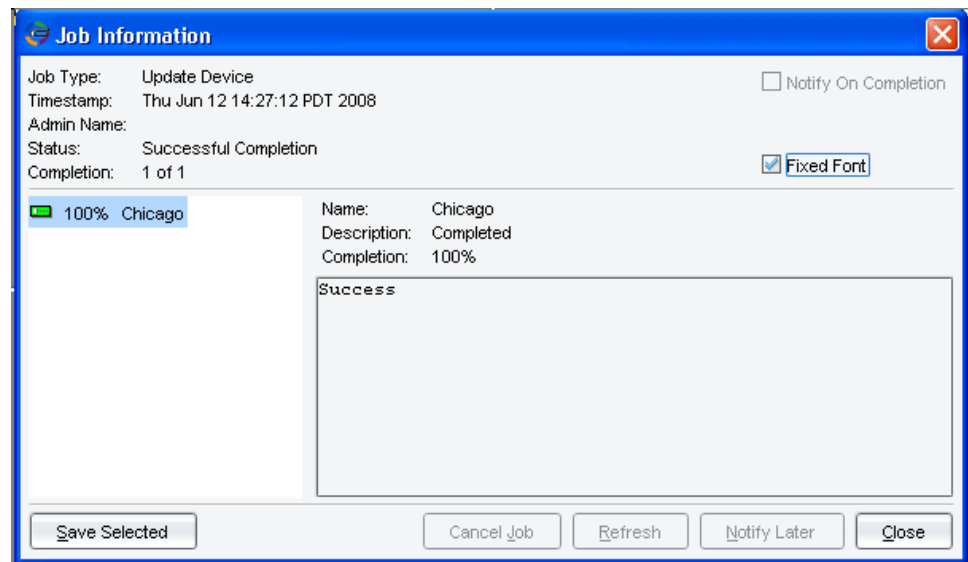 Job Information
Job Type: Update Device
Notify On Completion
Timestamp: Thu Jun 12 14:27:12 PDT 2008
Admin Name:
Status: Successful Completion
Fixed Font
Completion: 1 of 1
100% Chicago
Name: Chicago
Description: Completed
Completion: 100%
Success
Save Selected
Cancel Job
Refresh
Notify Later
Close